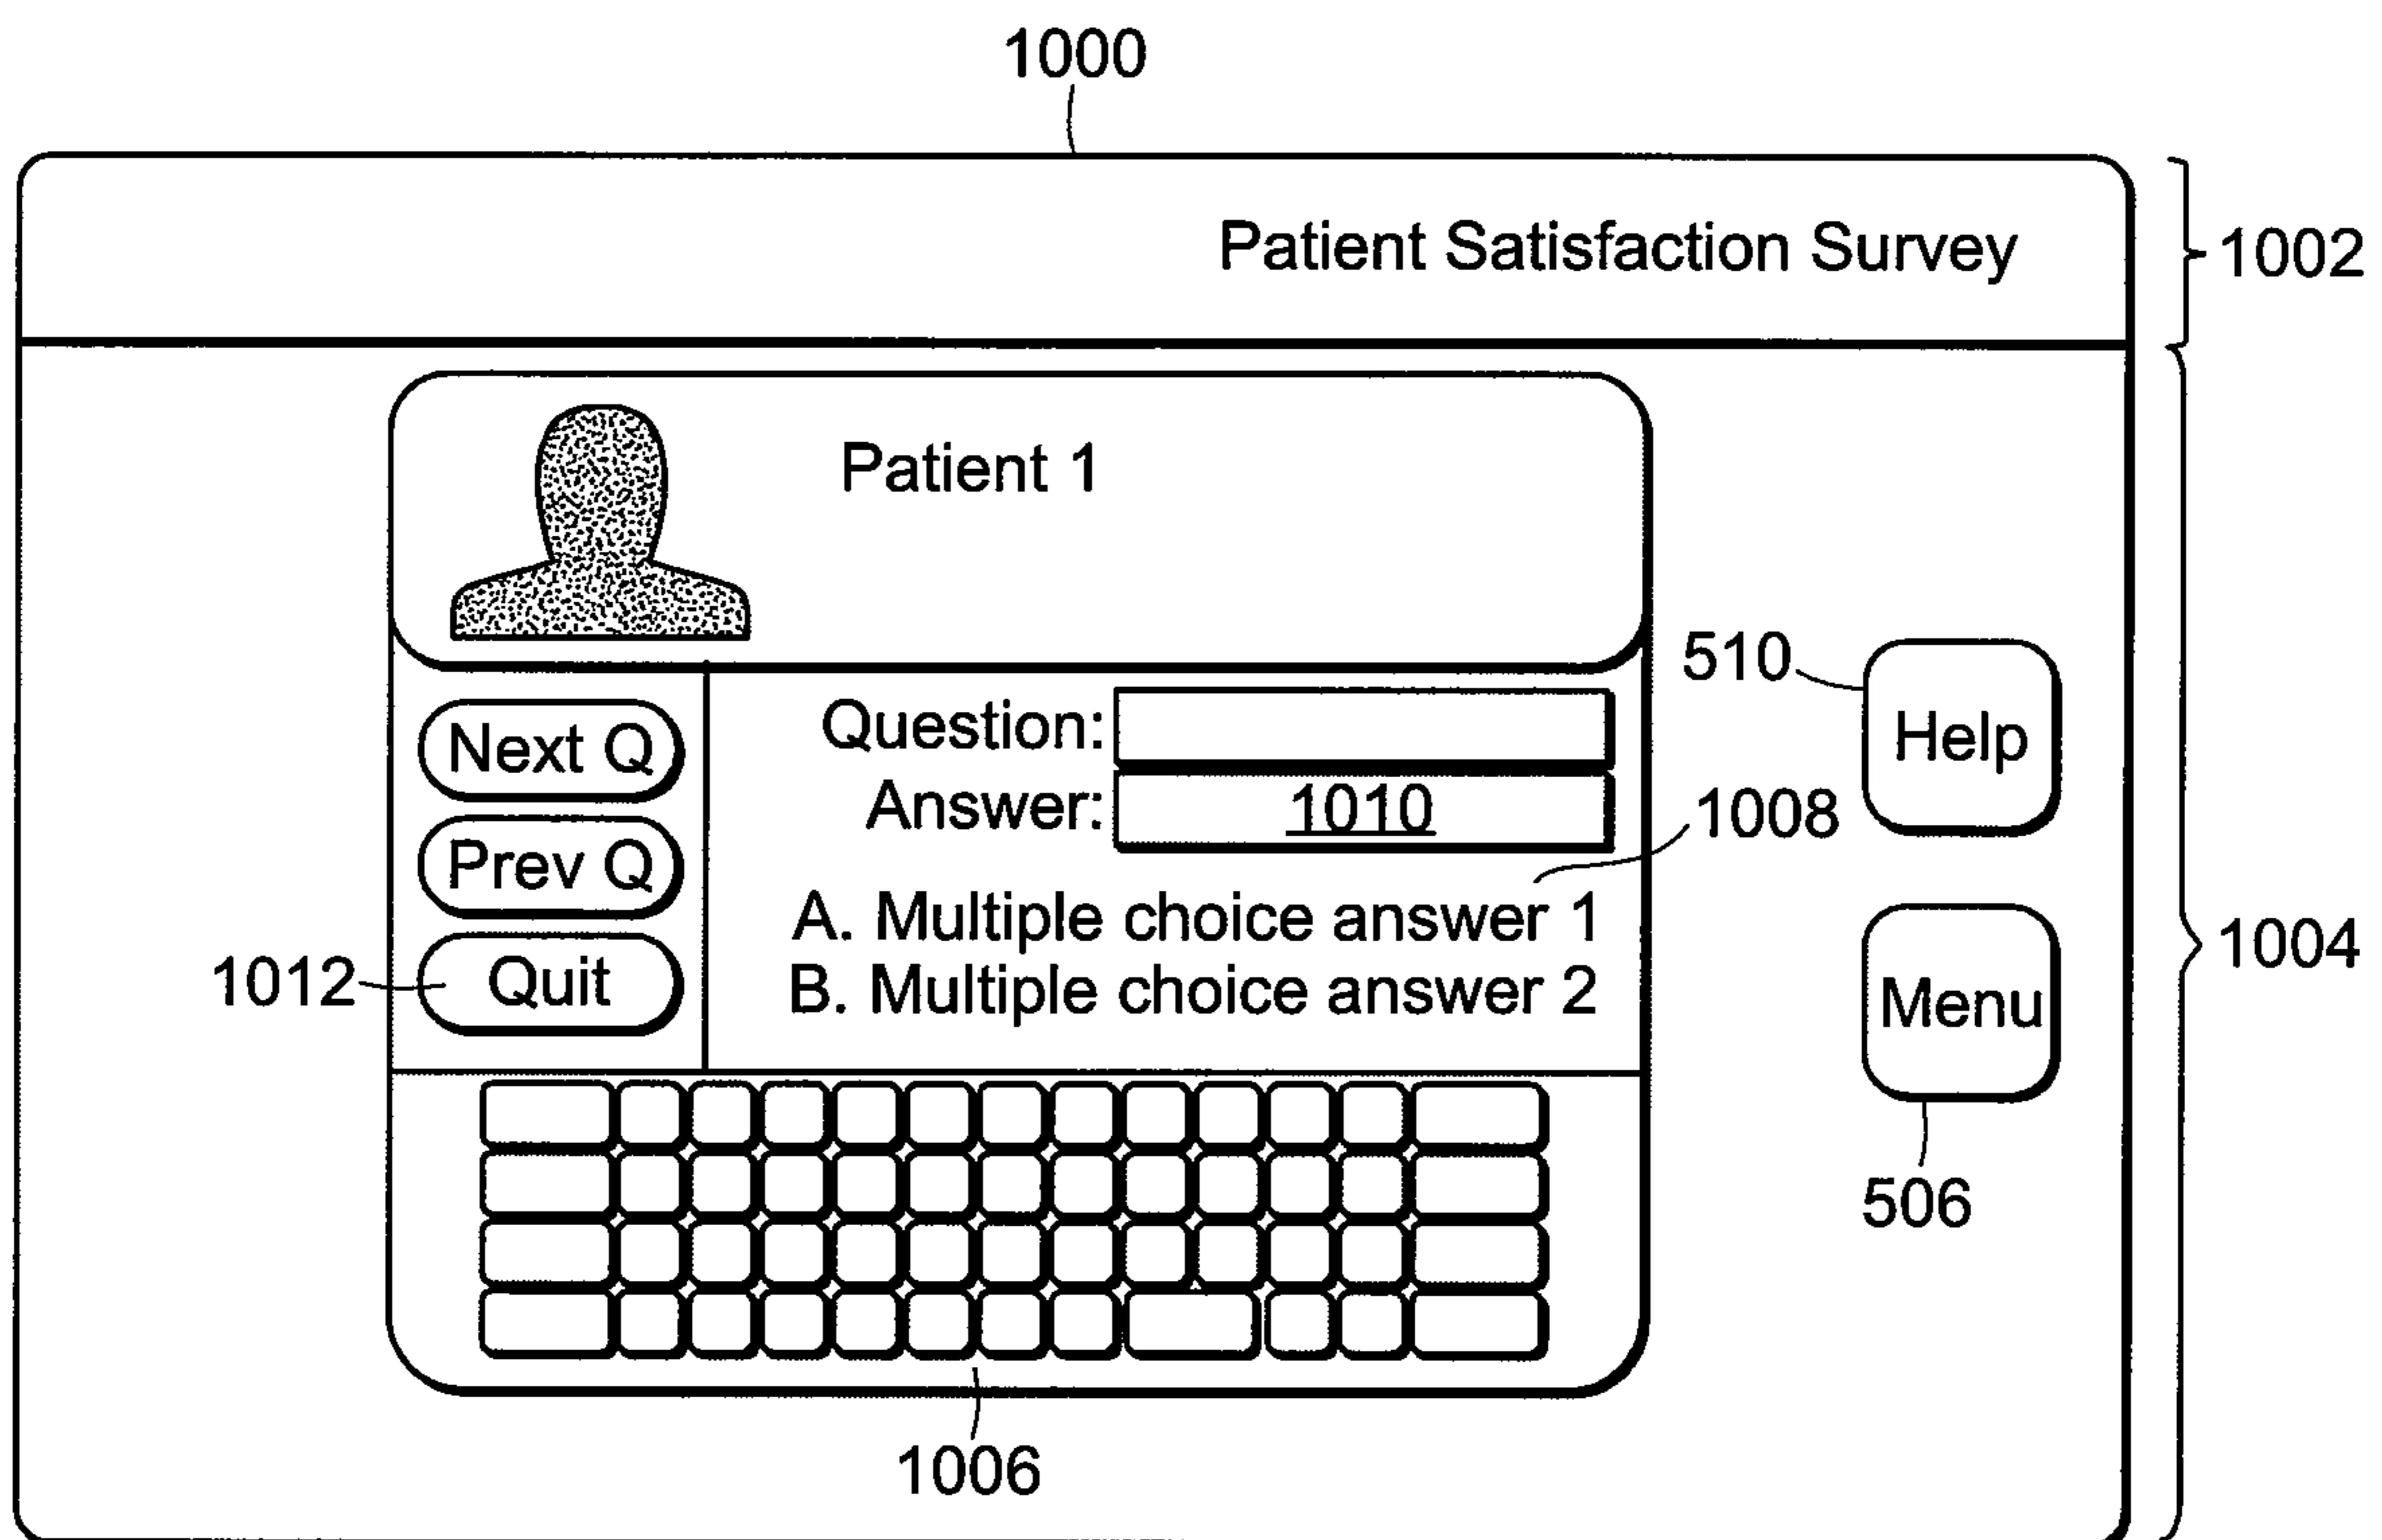 1000
Patient Satisfaction Survey
1002
Patient 1
510
Help
Next Q
Question:
Prev Q
Answer:
1010
1008
A. Multiple choice answer 1
B. Multiple choice answer 2
1012
Quit
Menu
1004
506
1006